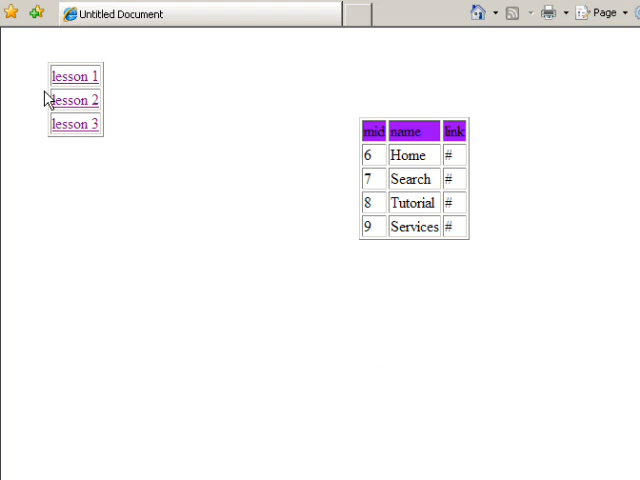 Untitled Document
Page
lesson 1
lesson 2
lesson 3
mid name link
6 Home #
7 Search #
8 Tutorial #
9 Services #